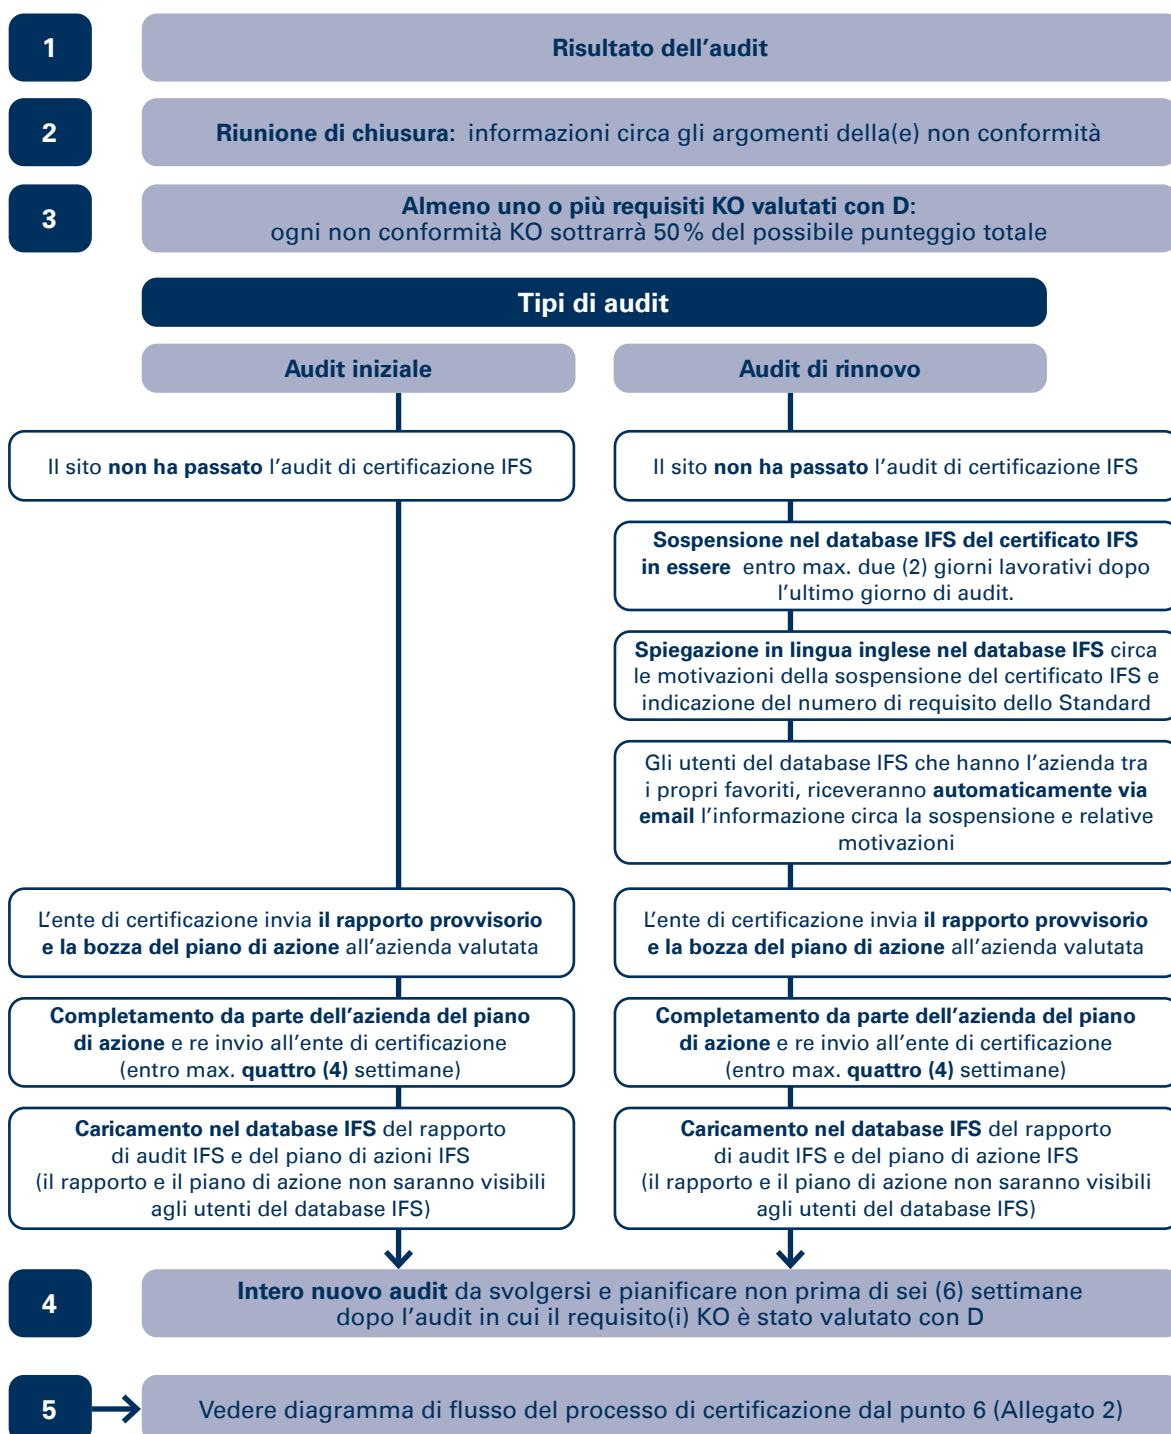 1
Risultato dell'audit
2
Riunione di chiusura: informazioni circa gli argomenti della(e) non conformità
3
Almeno uno o più requisiti KO valutati con D:
ogni non conformità KO sottrarrà 50 % del possibile punteggio totale
Tipi di audit
Audit iniziale
Il sito non ha passato l'audit di certificazione IFS
L'ente di certificazione invia il rapporto provvisorio
e la bozza del piano di azione all'azienda valutata
Completamento da parte dell'azienda del piano
di azione e re invio all'ente di certificazione
(entro max. quattro (4) settimane)
Caricamento nel database IFS del rapporto
di audit IFS e del piano di azioni IFS
(il rapporto e il piano di azione non saranno visibili
agli utenti del database IFS)
Audit di rinnovo
Il sito non ha passato l'audit di certificazione IFS
Sospensione nel database IFS del certificato IFS
in essere entro max. due (2) giorni lavorativi dopo
l'ultimo giorno di audit.
Spiegazione in lingua inglese nel database IFS circa
le motivazioni della sospensione del certificato IFS e
indicazione del numero di requisito dello Standard
Gli utenti del database IFS che hanno l'azienda tra
i propri favoriti, riceveranno automaticamente via
email l'informazione circa la sospensione e relative
motivazioni
L'ente di certificazione invia il rapporto provvisorio
e la bozza del piano di azione all'azienda valutata
Completamento da parte dell'azienda del piano
di azione e re invio all'ente di certificazione
(entro max. quattro (4) settimane)
Caricamento nel database IFS del rapporto
di audit IFS e del piano di azione IFS
(il rapporto e il piano di azione non saranno visibili
agli utenti del database IFS)
4
Intero nuovo audit da svolgersi e pianificare non prima di sei (6) settimane
dopo l'audit in cui il requisito(i) KO è stato valutato con D
5
Vedere diagramma di flusso del processo di certificazione dal punto 6 (Allegato 2)